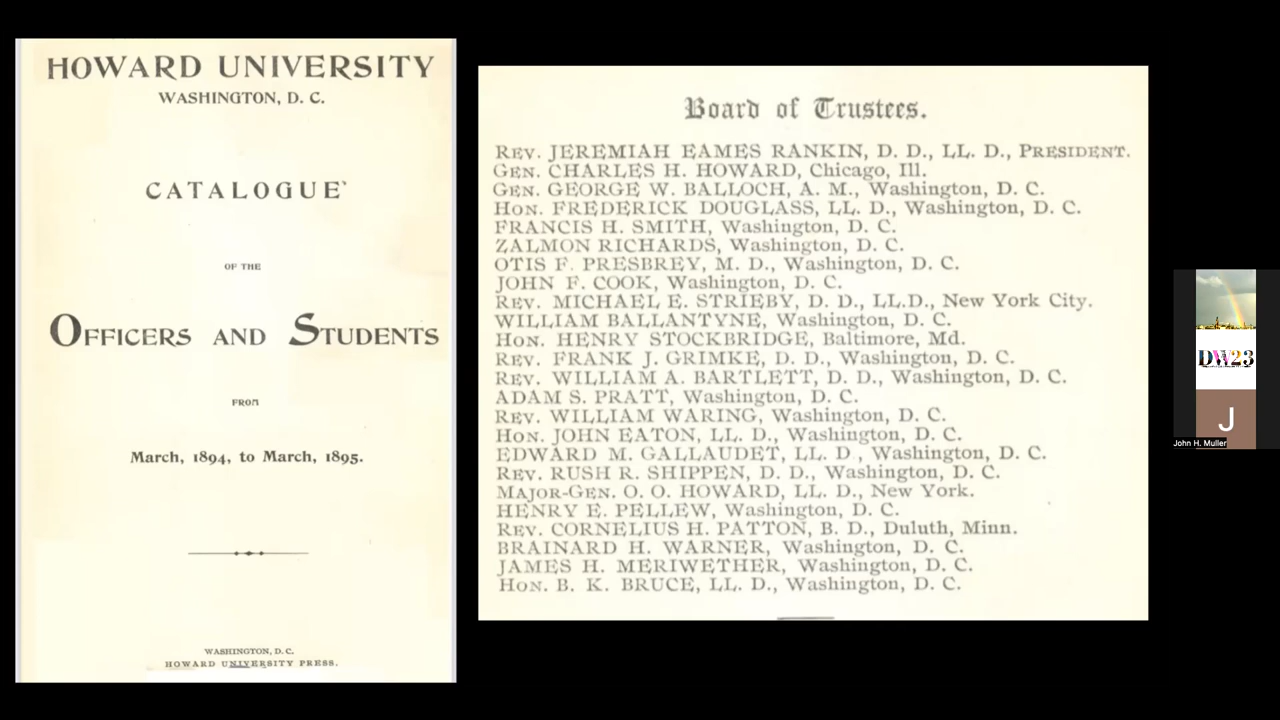 HOWARD UNIVERSITY
WASHINGTON, D. C.
CATALOGUE
OF THE
OFFICERS AND STUDENTS
FROM
March, 1894, to March, 1895.
WASHINGTON, D. C.
HOWARD UNIVERSITY PRESS.
Board of Trustees.
REV. JEREMIAH EAMES RANKIN, D. D., LL. D., PRESIDENT.
GEN. CHARLES H. HOWARD, Chicago, Ill.
GEN. GEORGE W. BALLOCH, A. M., Washington, D. C.
HON. FREDERICK DOUGLASS, LL. D., Washington, D. C.
FRANCIS H. SMITH, Washington, D. C.
ZALMON RICHARDS, Washington, D. C.
OTIS F. PRESBREY, M. D., Washington, D. C.
JOHN F. COOK, Washington, D. C.
REV. MICHAEL E. STRIEBY, D. D., LL.D., New York City.
WILLIAM BALLANTYNE, Washington, D. C.
HON. HENRY STOCKBRIDGE, Baltimore, Md.
REV. FRANK J. GRIMKE, D. D., Washington, D. C.
REV. WILLIAM A. BARTLETT, D. D., Washington, D. C.
ADAM S. PRATT, Washington, D. C.
REV. WILLIAM WARING, Washington, D. C.
HON. JOHN EATON, LL. D., Washington, D. C.
EDWARD M. GALLAUDET, LL. D , Washington, D. C.
REV. RUSH R. SHIPPEN, D. D., Washington, D. C.
MAJOR-GEN. O. O. HOWARD, LL. D., New York.
HENRY E. PELLEW, Washington, D. C.
REV. CORNELIUS H. PATTON, B. D., Duluth, Minn.
BRAINARD H. WARNER, Washington, D. C.
JAMES H. MERIWETHER, Washington, D. C.
HON. B. K. BRUCE, LL. D., Washington, D. C.
DW23
J
John H. Muller